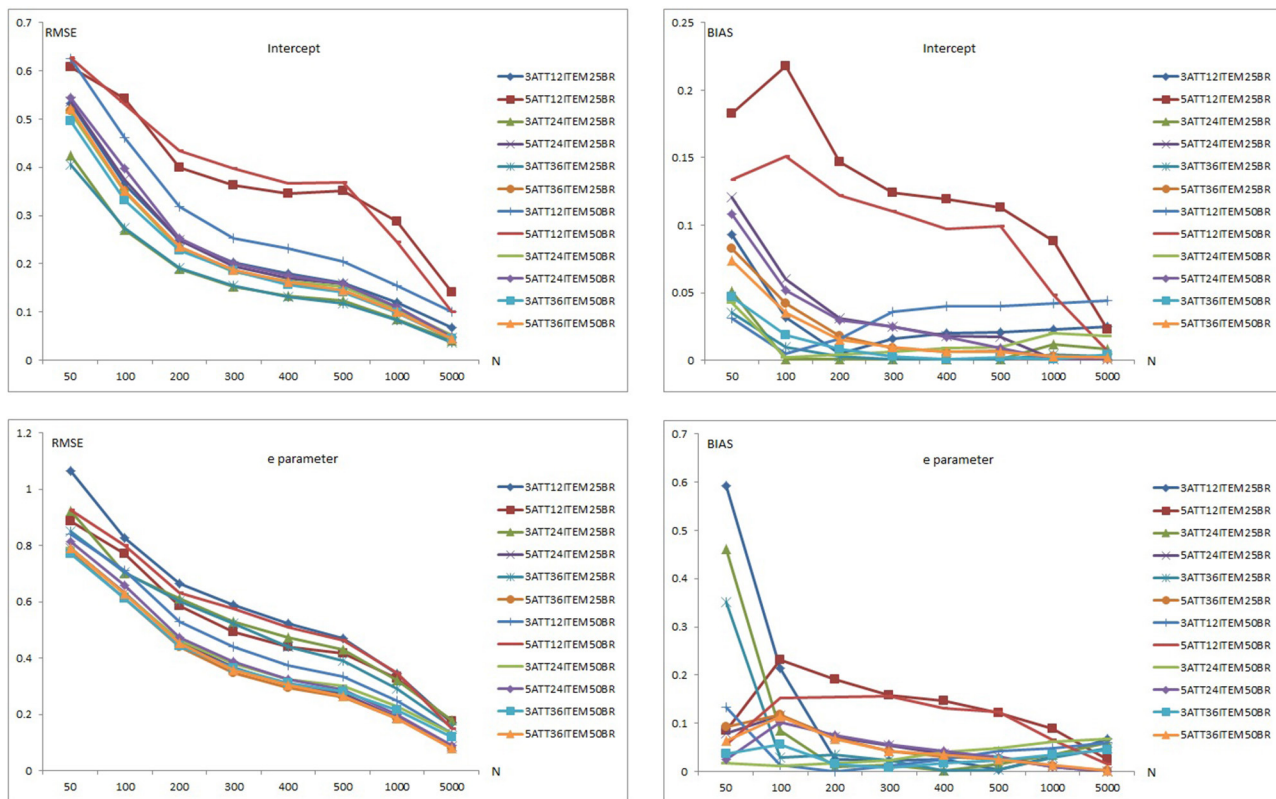 RMSE
Intercept
0.7
0.6
0.5
0.4
0.3
0.2
0.1
0
50 100 200 300 400 500 1000 5000
N
3ATT12ITEM25BR
5ATT12ITEM25BR
3ATT24ITEM25BR
5ATT24ITEM25BR
3ATT36ITEM25BR
5ATT36ITEM25BR
3ATT12ITEM50BR
5ATT12ITEM50BR
3ATT24ITEM50BR
5ATT24ITEM50BR
3ATT36ITEM50BR
5ATT36ITEM50BR
BIAS
Intercept
0.25
0.2
0.15
0.1
0.05
0
50 100 200 300 400 500 1000 5000
N
3ATT12ITEM25BR
5ATT12ITEM25BR
3ATT24ITEM25BR
5ATT24ITEM25BR
3ATT36ITEM25BR
5ATT36ITEM25BR
3ATT12ITEM50BR
5ATT12ITEM50BR
3ATT24ITEM50BR
5ATT24ITEM50BR
3ATT36ITEM50BR
5ATT36ITEM50BR
RMSE
e parameter
1.2
1
0.8
0.6
0.4
0.2
0
50 100 200 300 400 500 1000 5000
N
3ATT12ITEM25BR
5ATT12ITEM25BR
3ATT24ITEM25BR
5ATT24ITEM25BR
3ATT36ITEM25BR
5ATT36ITEM25BR
3ATT12ITEM50BR
5ATT12ITEM50BR
3ATT24ITEM50BR
5ATT24ITEM50BR
3ATT36ITEM50BR
5ATT36ITEM50BR
BIAS
e parameter
0.7
0.6
0.5
0.4
0.3
0.2
0.1
0
50 100 200 300 400 500 1000 5000
N
3ATT12ITEM25BR
5ATT12ITEM25BR
3ATT24ITEM25BR
5ATT24ITEM25BR
3ATT36ITEM25BR
5ATT36ITEM25BR
3ATT12ITEM50BR
5ATT12ITEM50BR
3ATT24ITEM50BR
5ATT24ITEM50BR
3ATT36ITEM50BR
5ATT36ITEM50BR